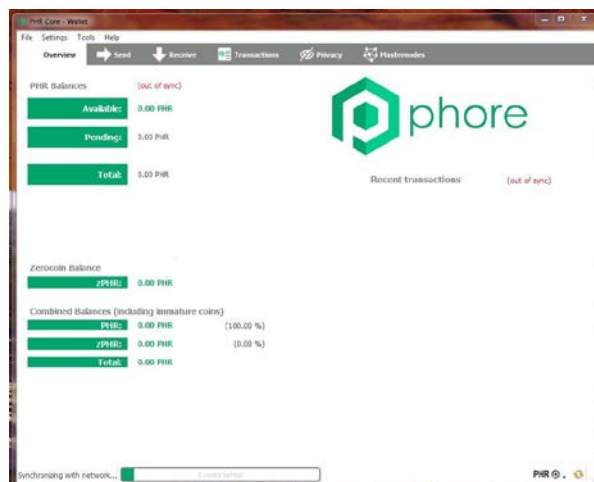 PHR Core - Wallet
File Settings Tools Help
Overview Send Receive Transactions Privacy Masternodes
PHR Balances (out of sync)
Available: 0.00 PHR
Pending: 0.00 PHR
Total: 0.00 PHR
phore
Recent transactions (out of sync)
Zerocoin Balance
zPHR: 0.00 PHR
Combined Balances (including immature coins)
PHR: 0.00 PHR (100.00 %)
zPHR: 0.00 PHR (0.00 %)
Total: 0.00 PHR
Synchronizing with network... weeks behind PHR